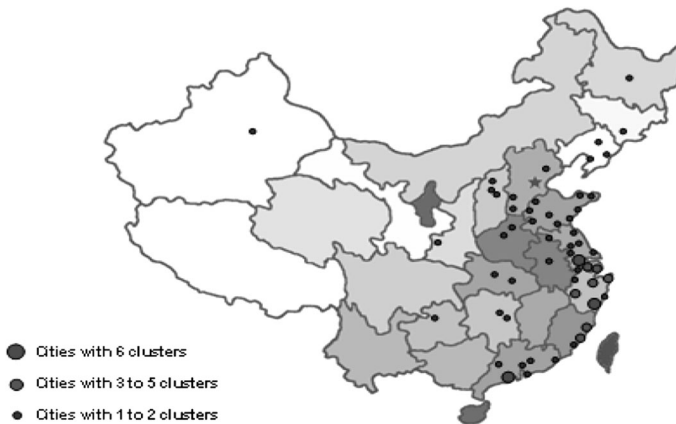 Cities with 6 clusters
Cities with 3 to 5 clusters
Cities with 1 to 2 clusters